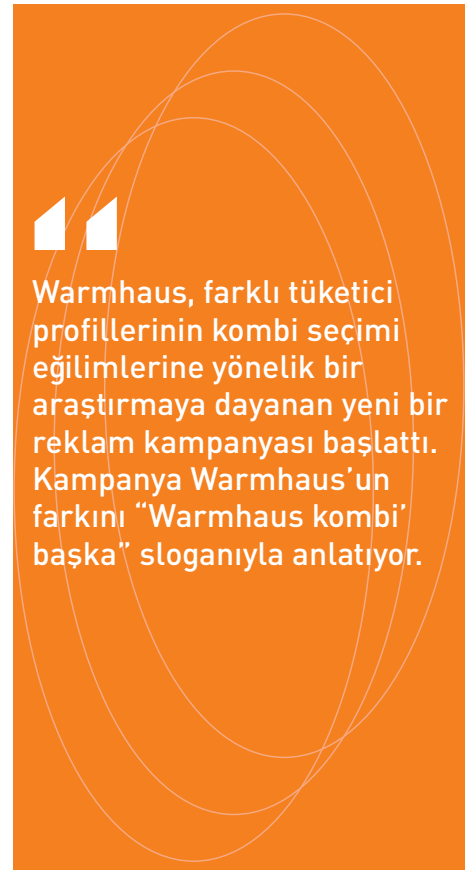 Warmhaus, farklı tüketici
profillerinin kombi seçimi
eğilimlerine yönelik bir
araştırmaya dayanan yeni bir
reklam kampanyası başlattı.
Kampanya Warmhaus’un
farkını “Warmhaus kombi’
başka” sloganıyla anlatıyor.